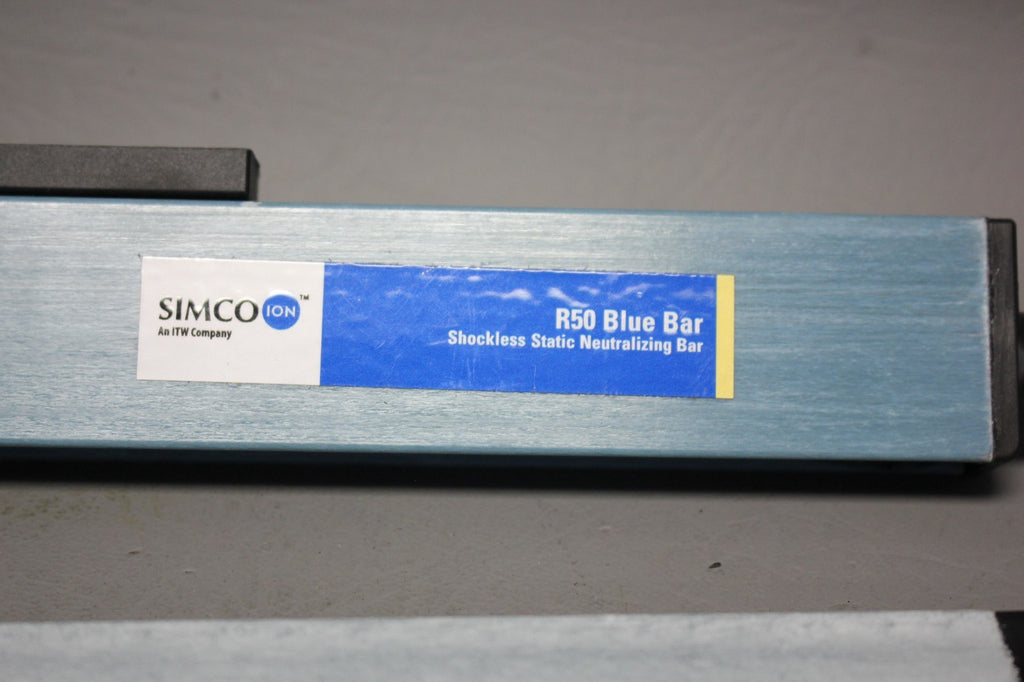 SIMCO ION™
An ITW Company
R50 Blue Bar
Shockless Static Neutralizing Bar